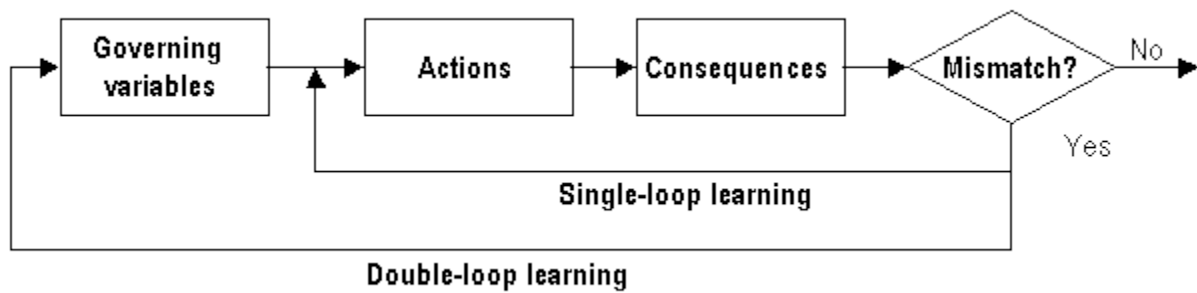 Governing
variables
Actions
Consequences
Mismatch?
No
Yes
Single-loop learning
Double-loop learning